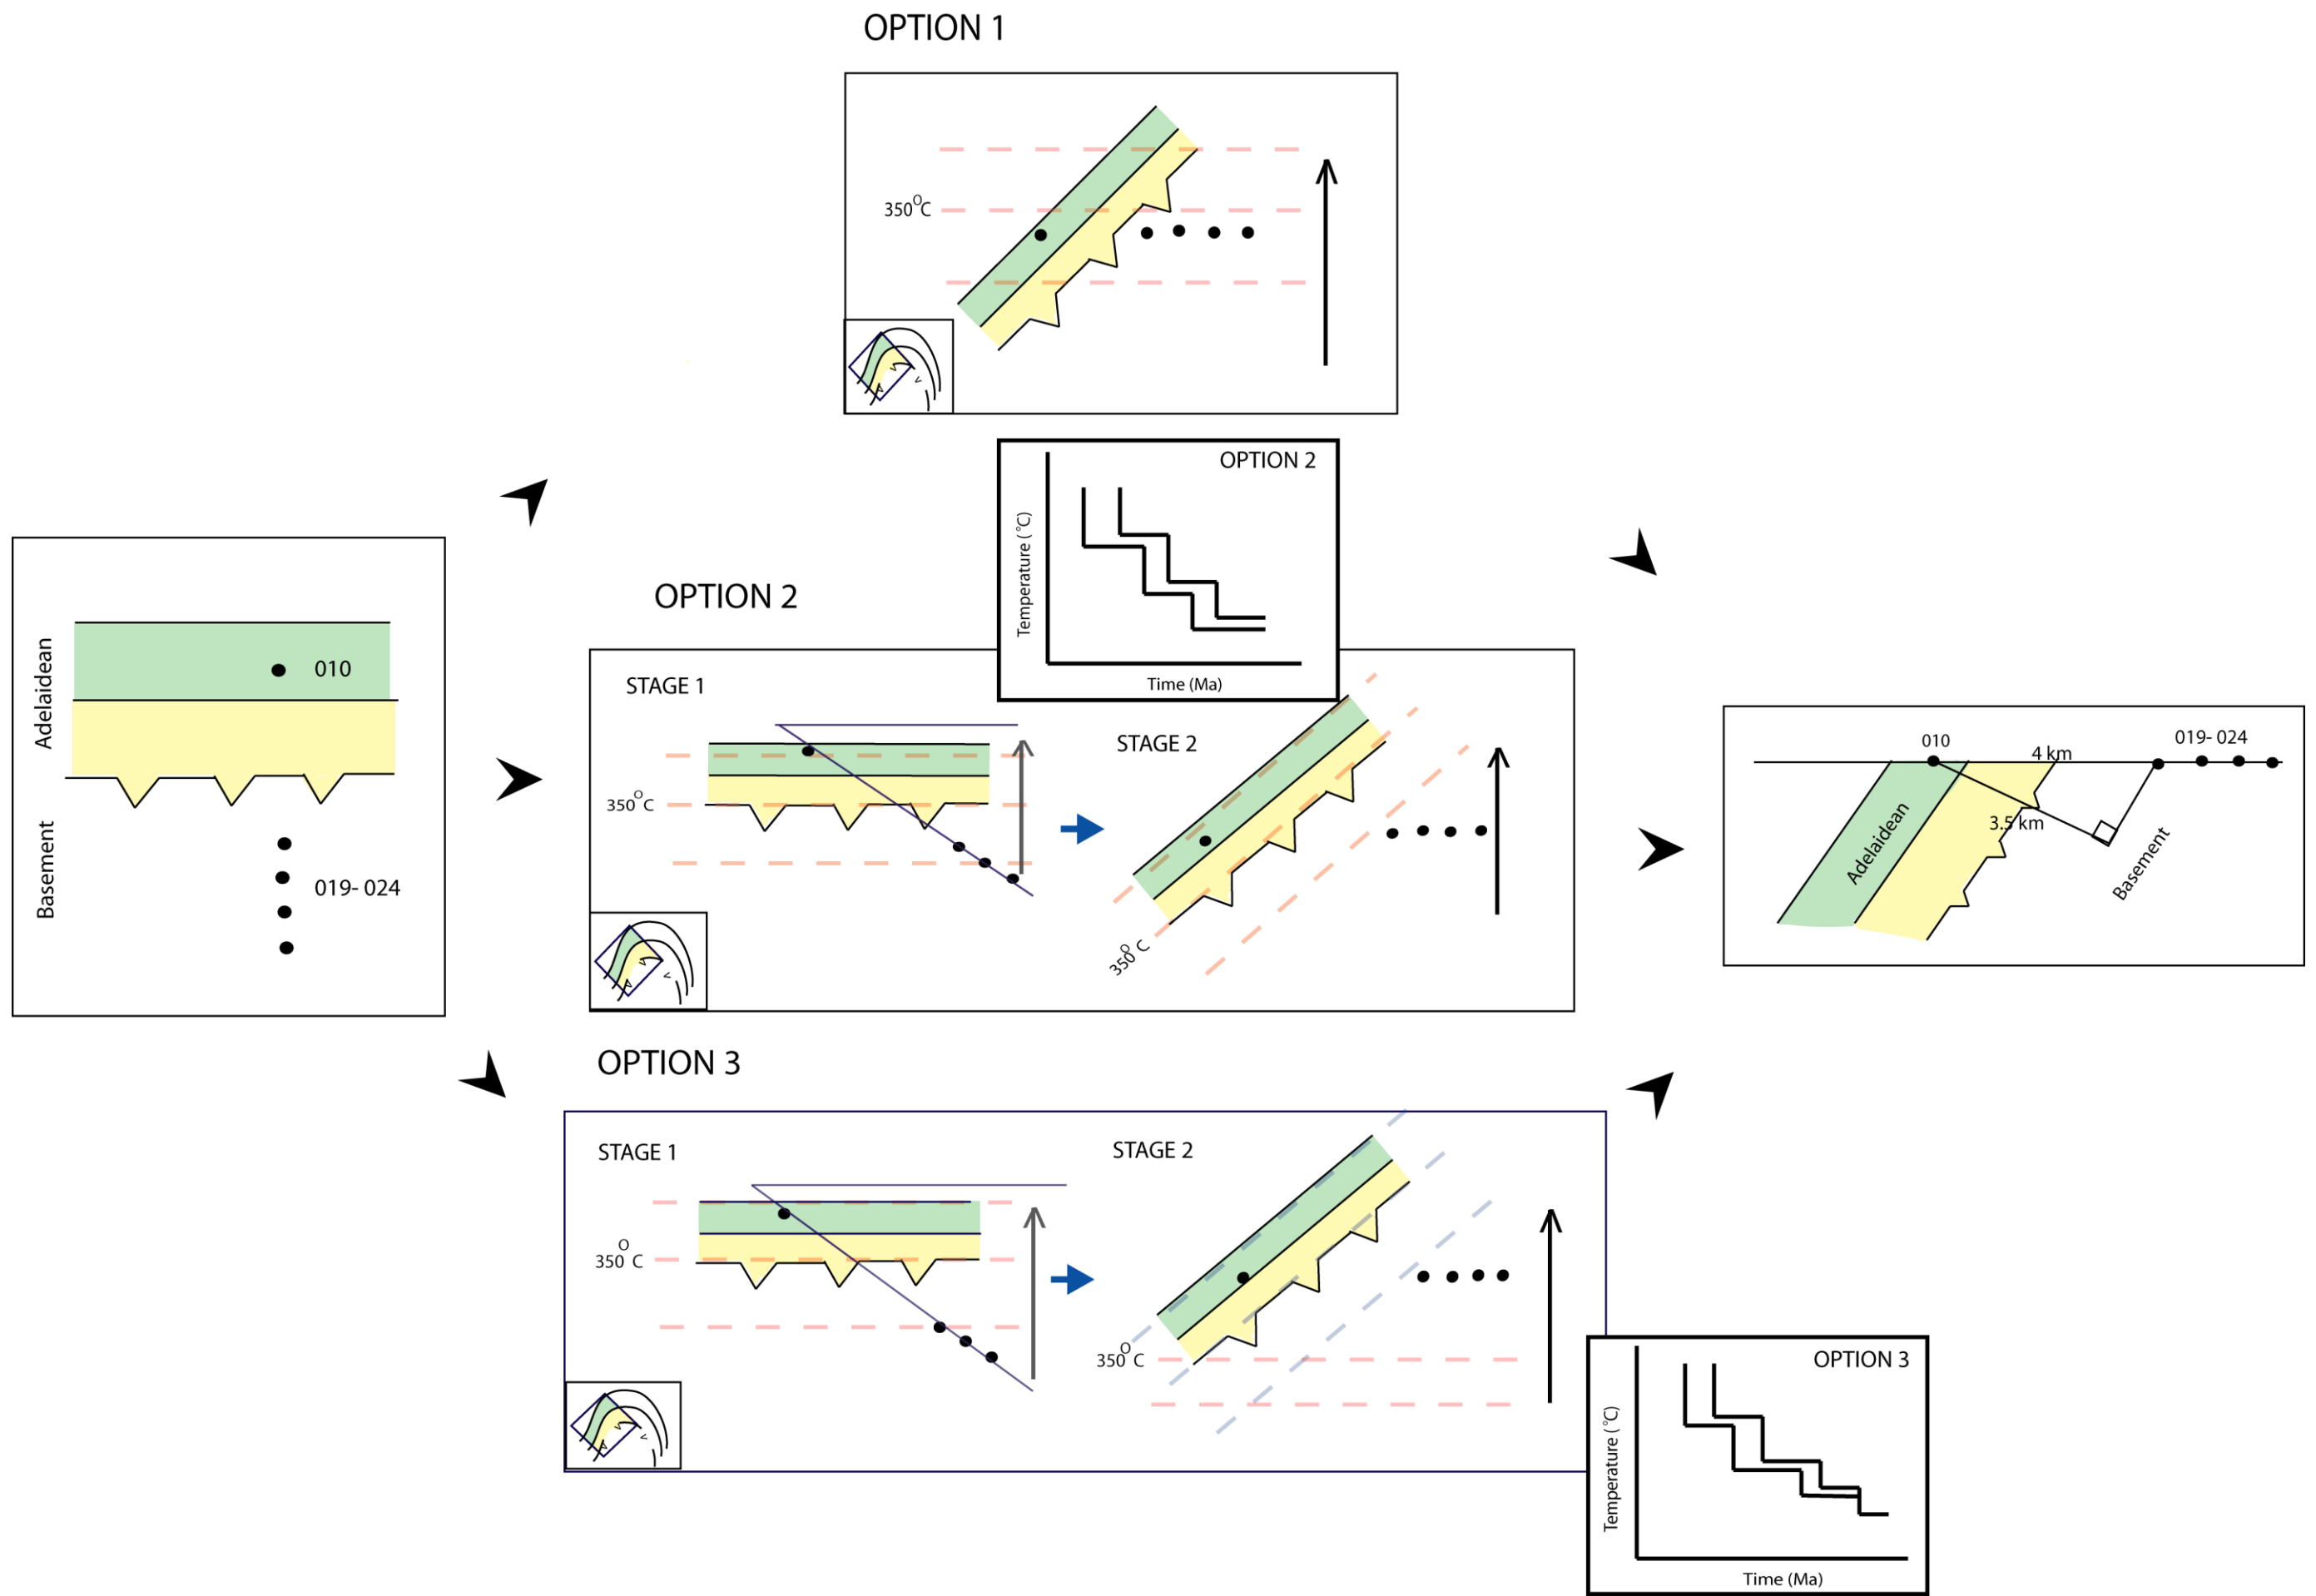 OPTION 1
350°C
OPTION 2
Temperature (°C)
Time (Ma)
Adelaidean
010
Basement
019- 024
OPTION 2
STAGE 1
350°C
STAGE 2
350°C
010
4 km
019- 024
3.5 km
Adelaidean
Basement
OPTION 3
STAGE 1
350°C
STAGE 2
350°C
OPTION 3
Temperature (°C)
Time (Ma)